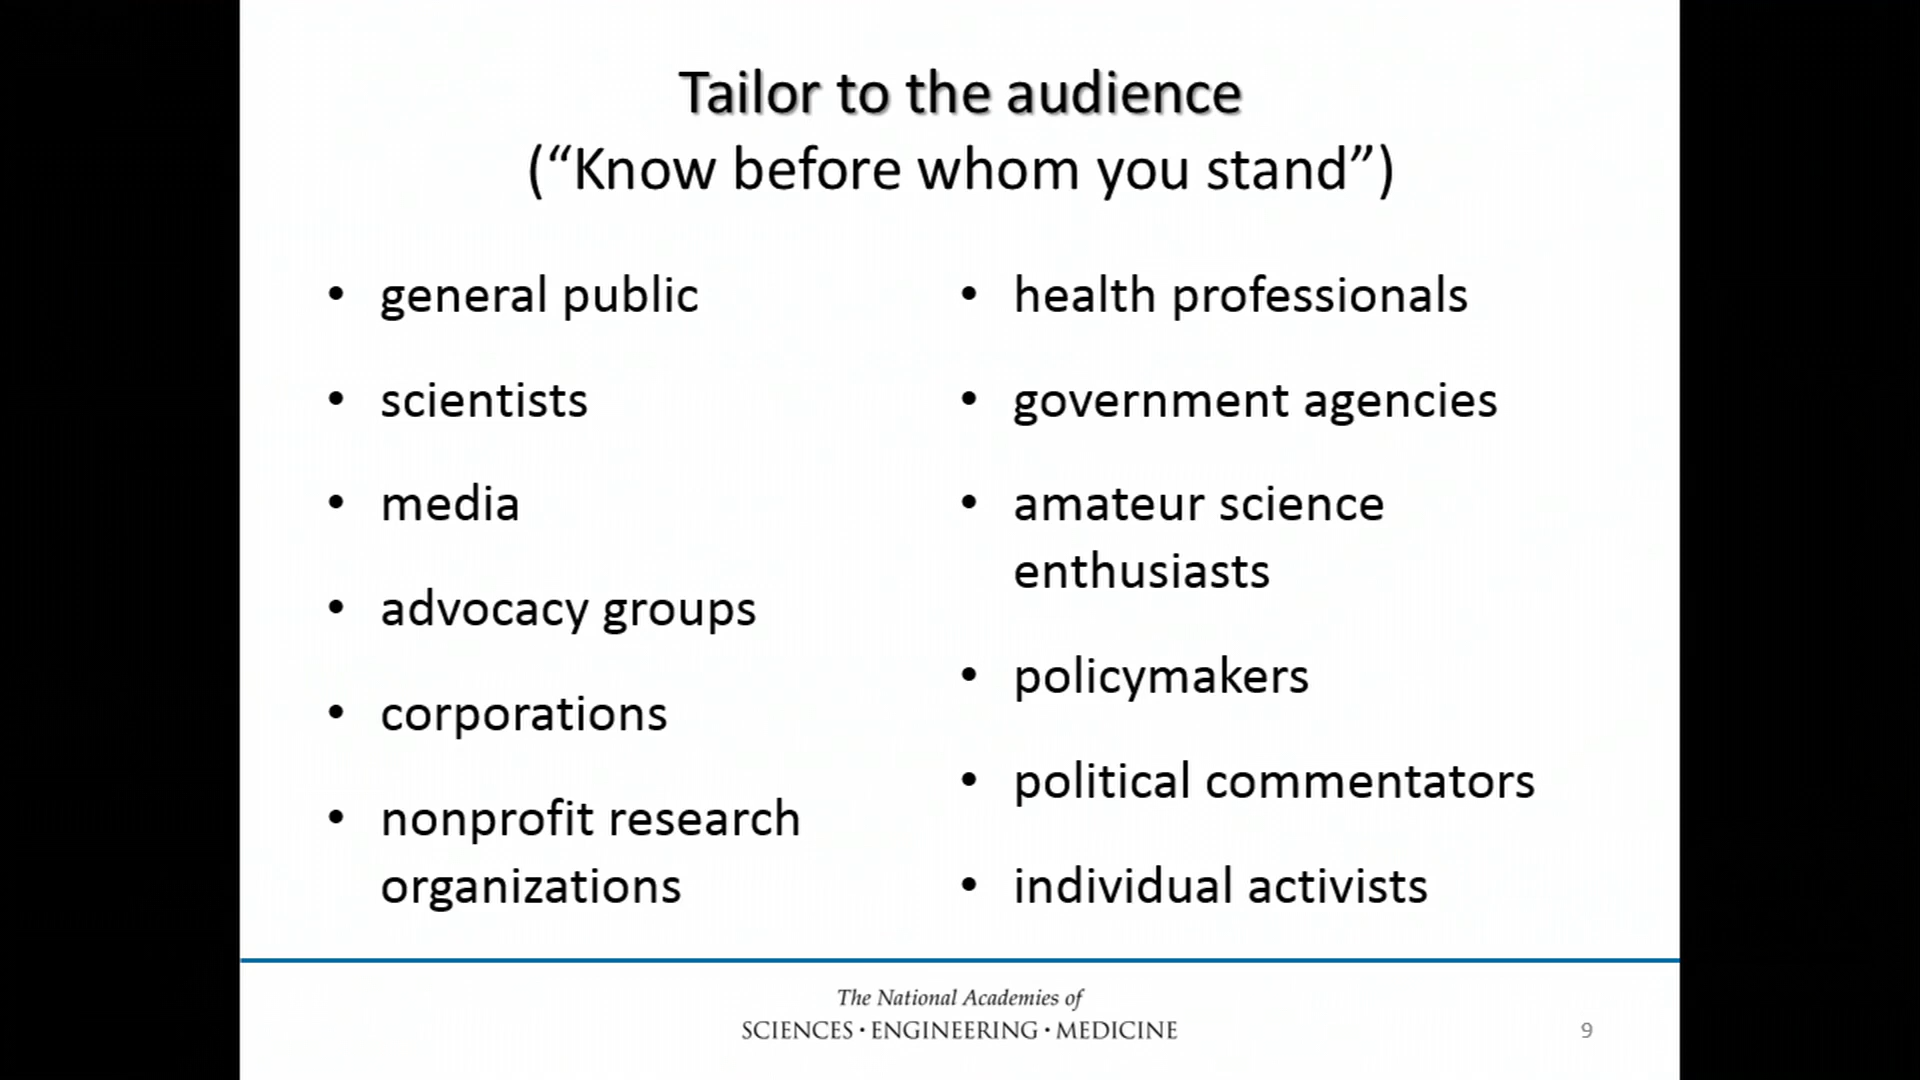 Tailor to the audience
(“Know before whom you stand”)
• general public
• scientists
• media
• advocacy groups
• corporations
• nonprofit research
organizations
• health professionals
• government agencies
• amateur science
enthusiasts
• policymakers
• political commentators
• individual activists
The National Academies of
SCIENCES · ENGINEERING · MEDICINE
9